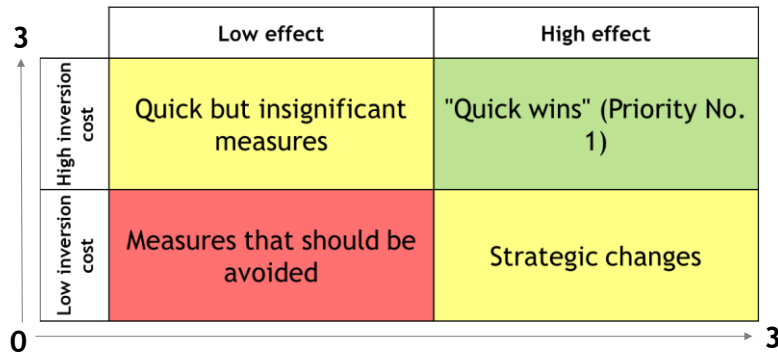 Low effect
High effect
3
High inversion
cost
Quick but insignificant
measures
"Quick wins" (Priority No.
1)
Low inversion
cost
Measures that should be
avoided
Strategic changes
0
3